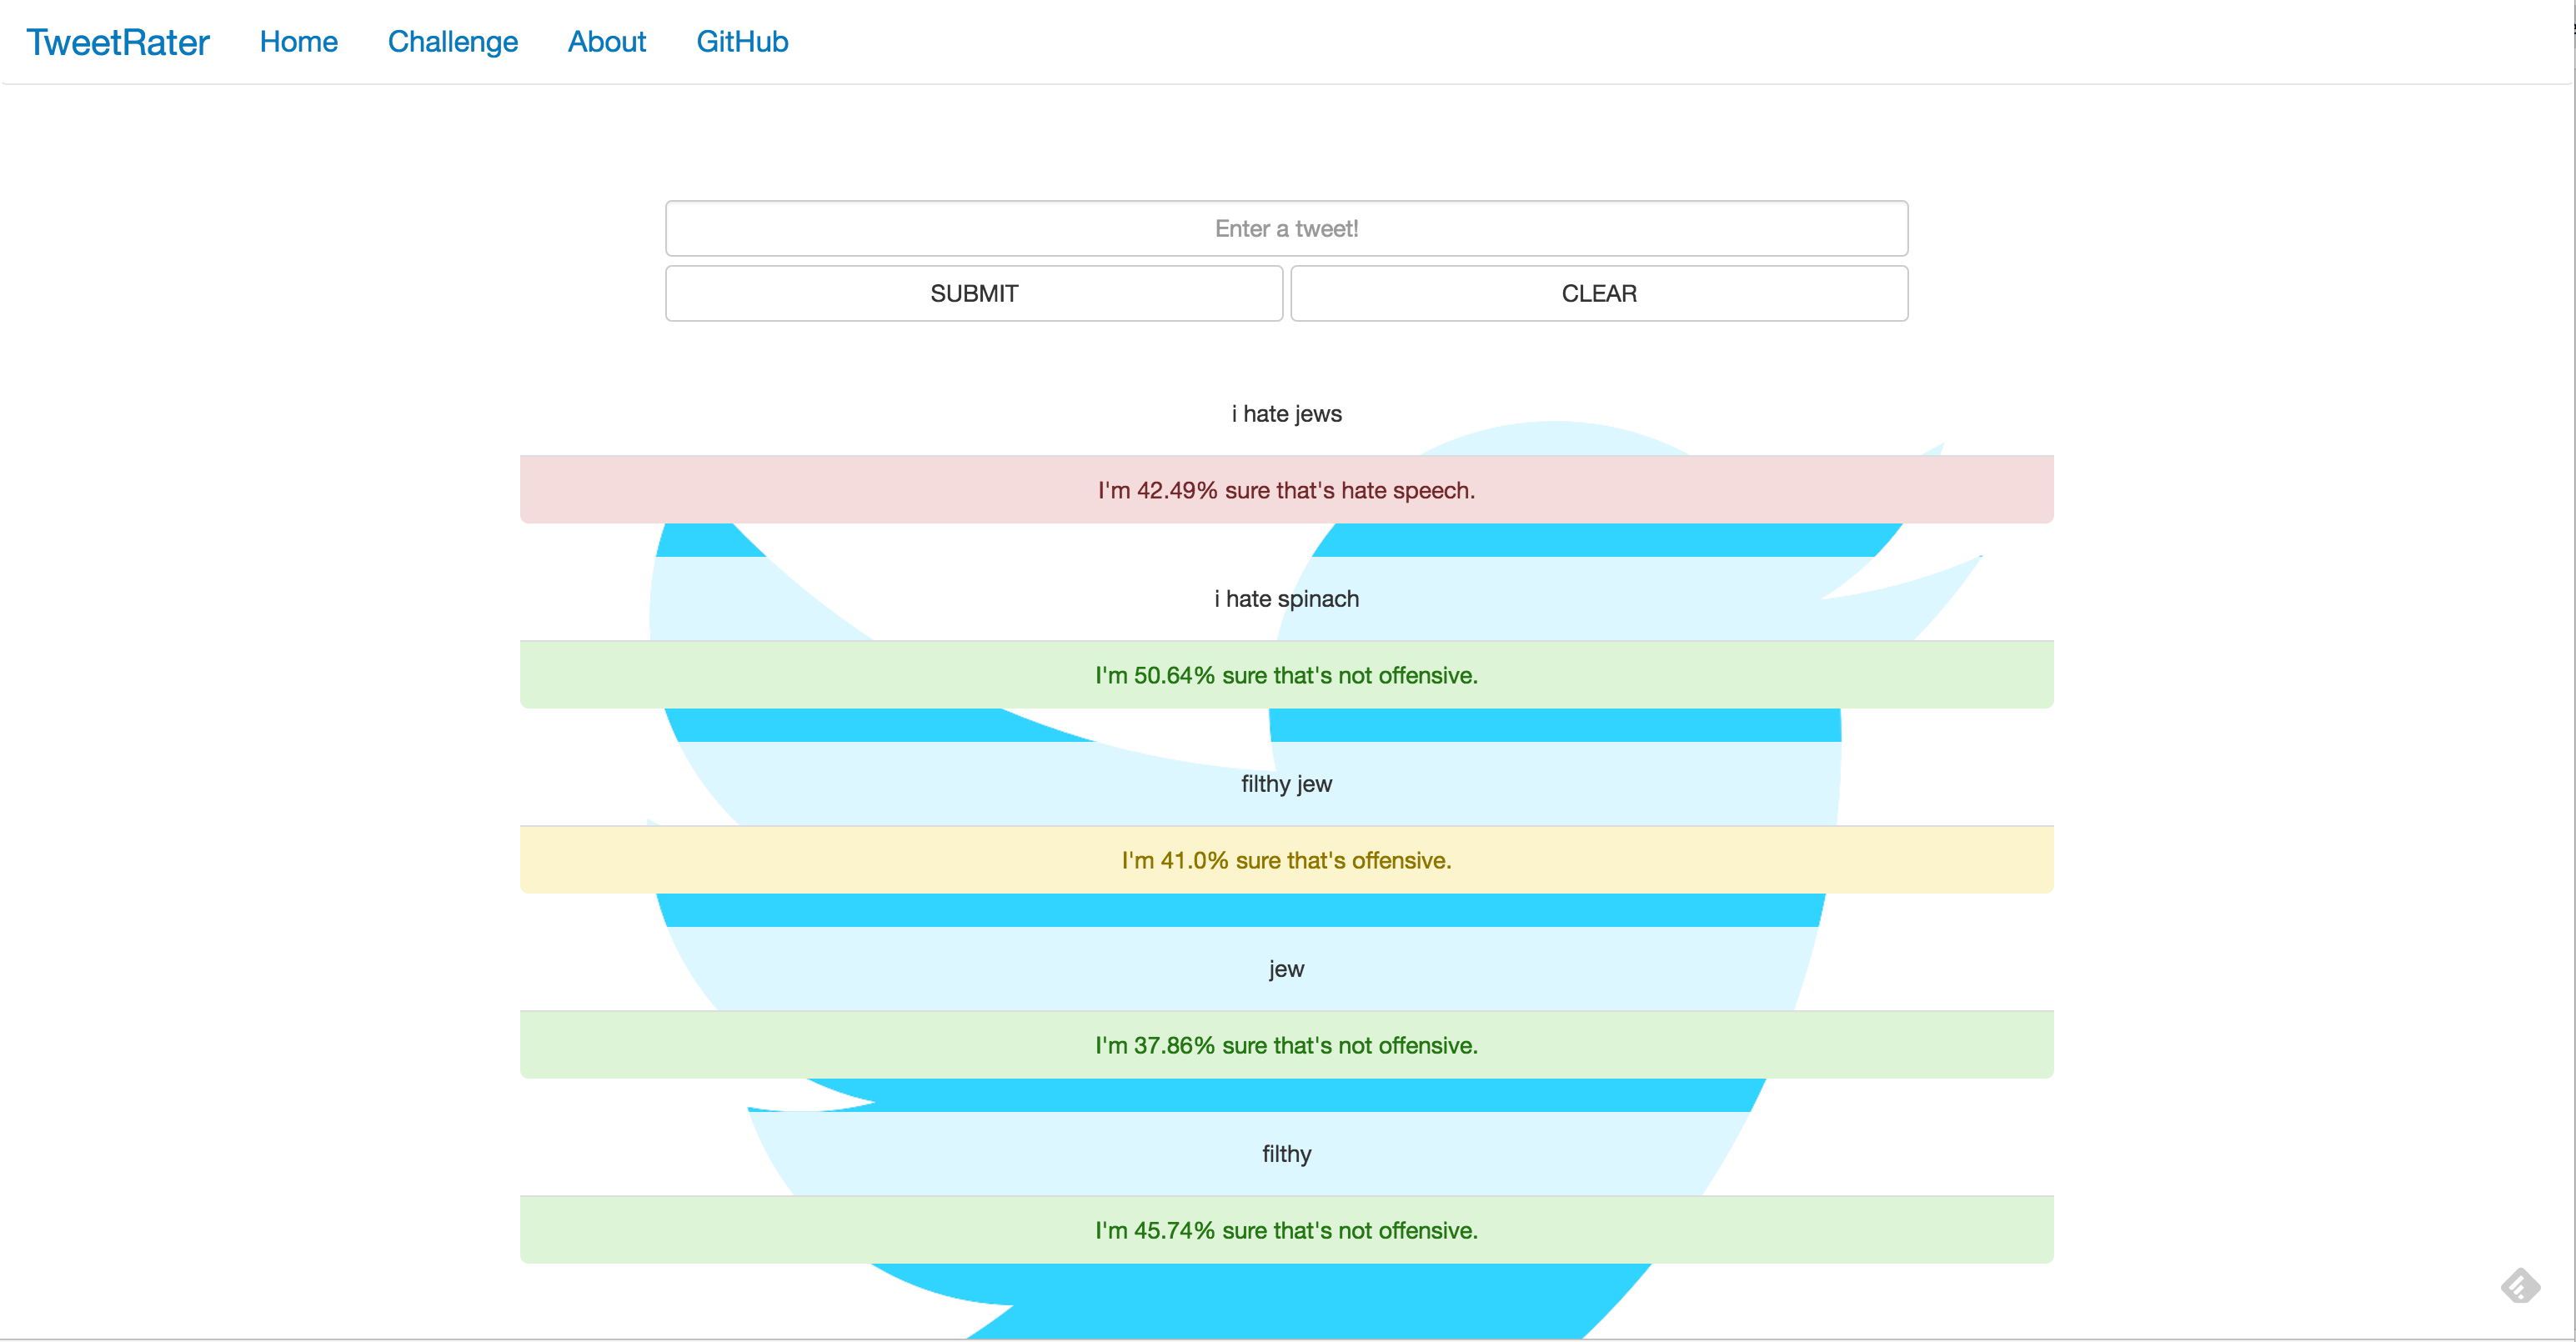 TweetRater Home Challenge About GitHub
Enter a tweet!
SUBMIT CLEAR
i hate jews
I'm 42.49% sure that's hate speech.
i hate spinach
I'm 50.64% sure that's not offensive.
filthy jew
I'm 41.0% sure that's offensive.
jew
I'm 37.86% sure that's not offensive.
filthy
I'm 45.74% sure that's not offensive.